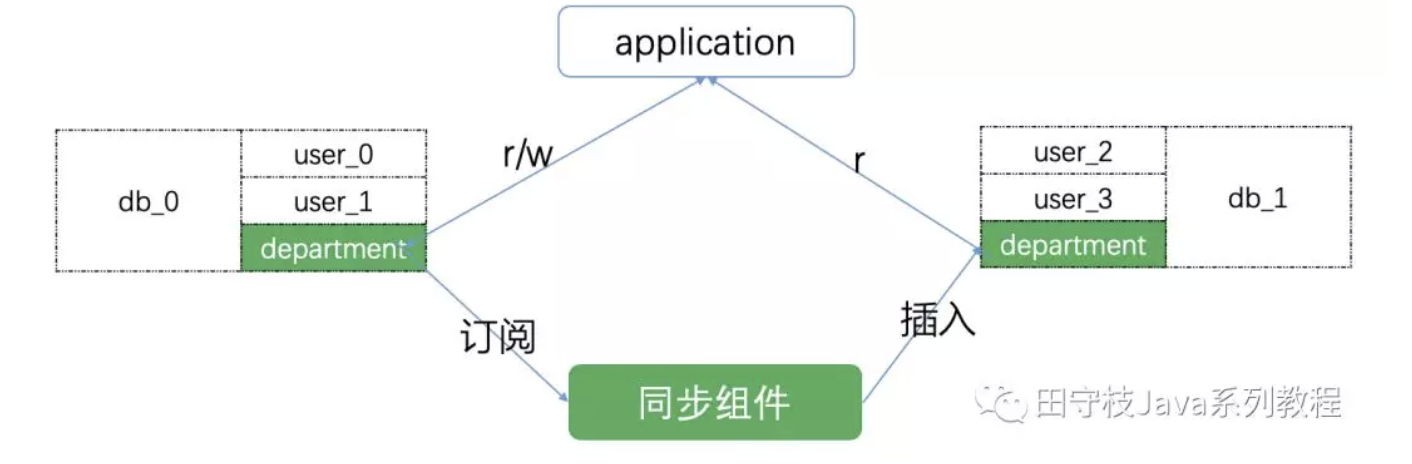 application
r/w
r
db_0
user_0
user_1
department
user_2
user_3
department
db_1
订阅
插入
同步组件
田守枝Java系列教程